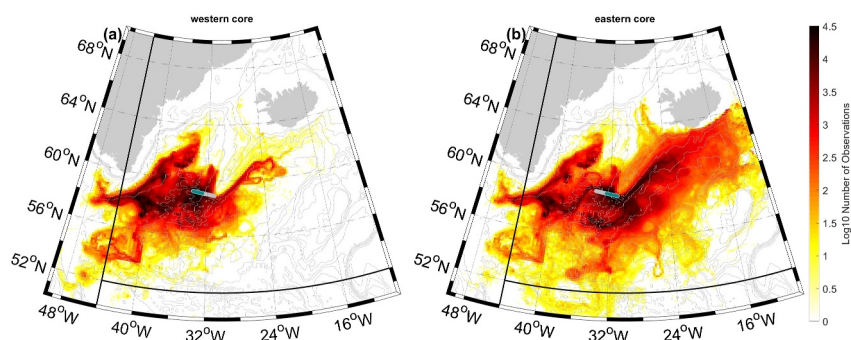 western core
eastern core
(a)
(b)
68°N
64°N
60°N
56°N
52°N
48°W
40°W
32°W
24°W
16°W
68°N
64°N
60°N
56°N
52°N
48°W
40°W
32°W
24°W
16°W
4.5
4
3.5
3
2.5
2
1.5
1
0.5
0
Log10 Number of Observations